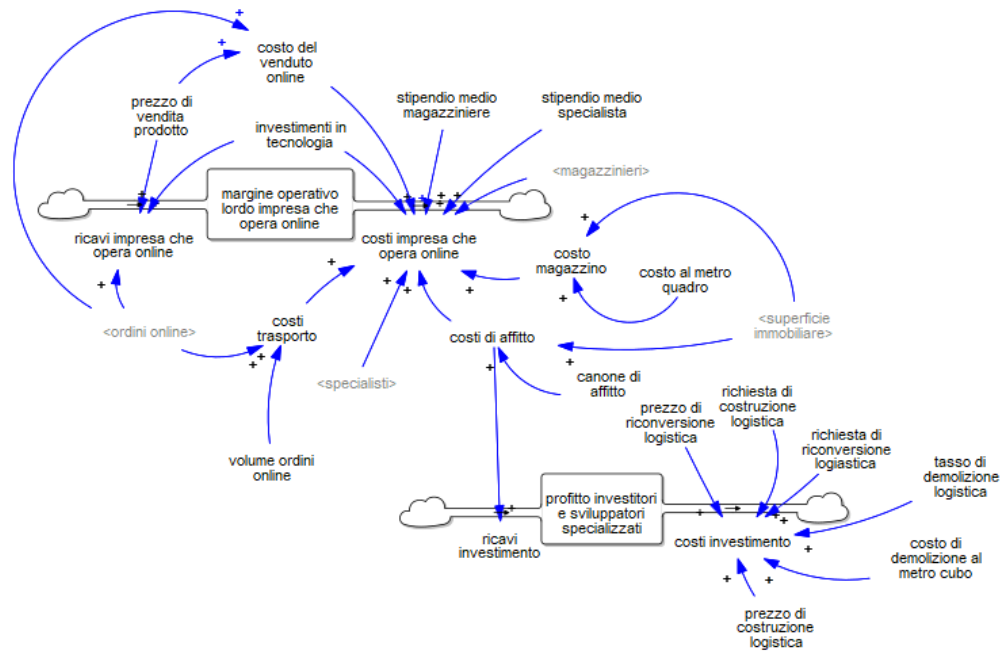 costo del
venduto
online
prezzo di
vendita
prodotto
investimenti in
tecnologia
stipendio medio
magazziniere
stipendio medio
specialista
<magazzinieri>
margine operativo
lordo impresa che
opera online
ricavi impresa che
opera online
costi impresa che
opera online
costo
magazzino
costo al metro
quadro
<ordini online>
costi
trasporto
<specialisti>
costi di affitto
<superficie
immobiliare>
canone di
affitto
volume ordini
online
prezzo di
riconversione
logistica
richiesta di
costruzione
logistica
richiesta di
riconversione
logiastica
tasso di
demolizione
logistica
profitto investitori
e sviluppatori
specializzati
ricavi
investimento
costi investimento
costo di
demolizione al
metro cubo
prezzo di
costruzione
logistica